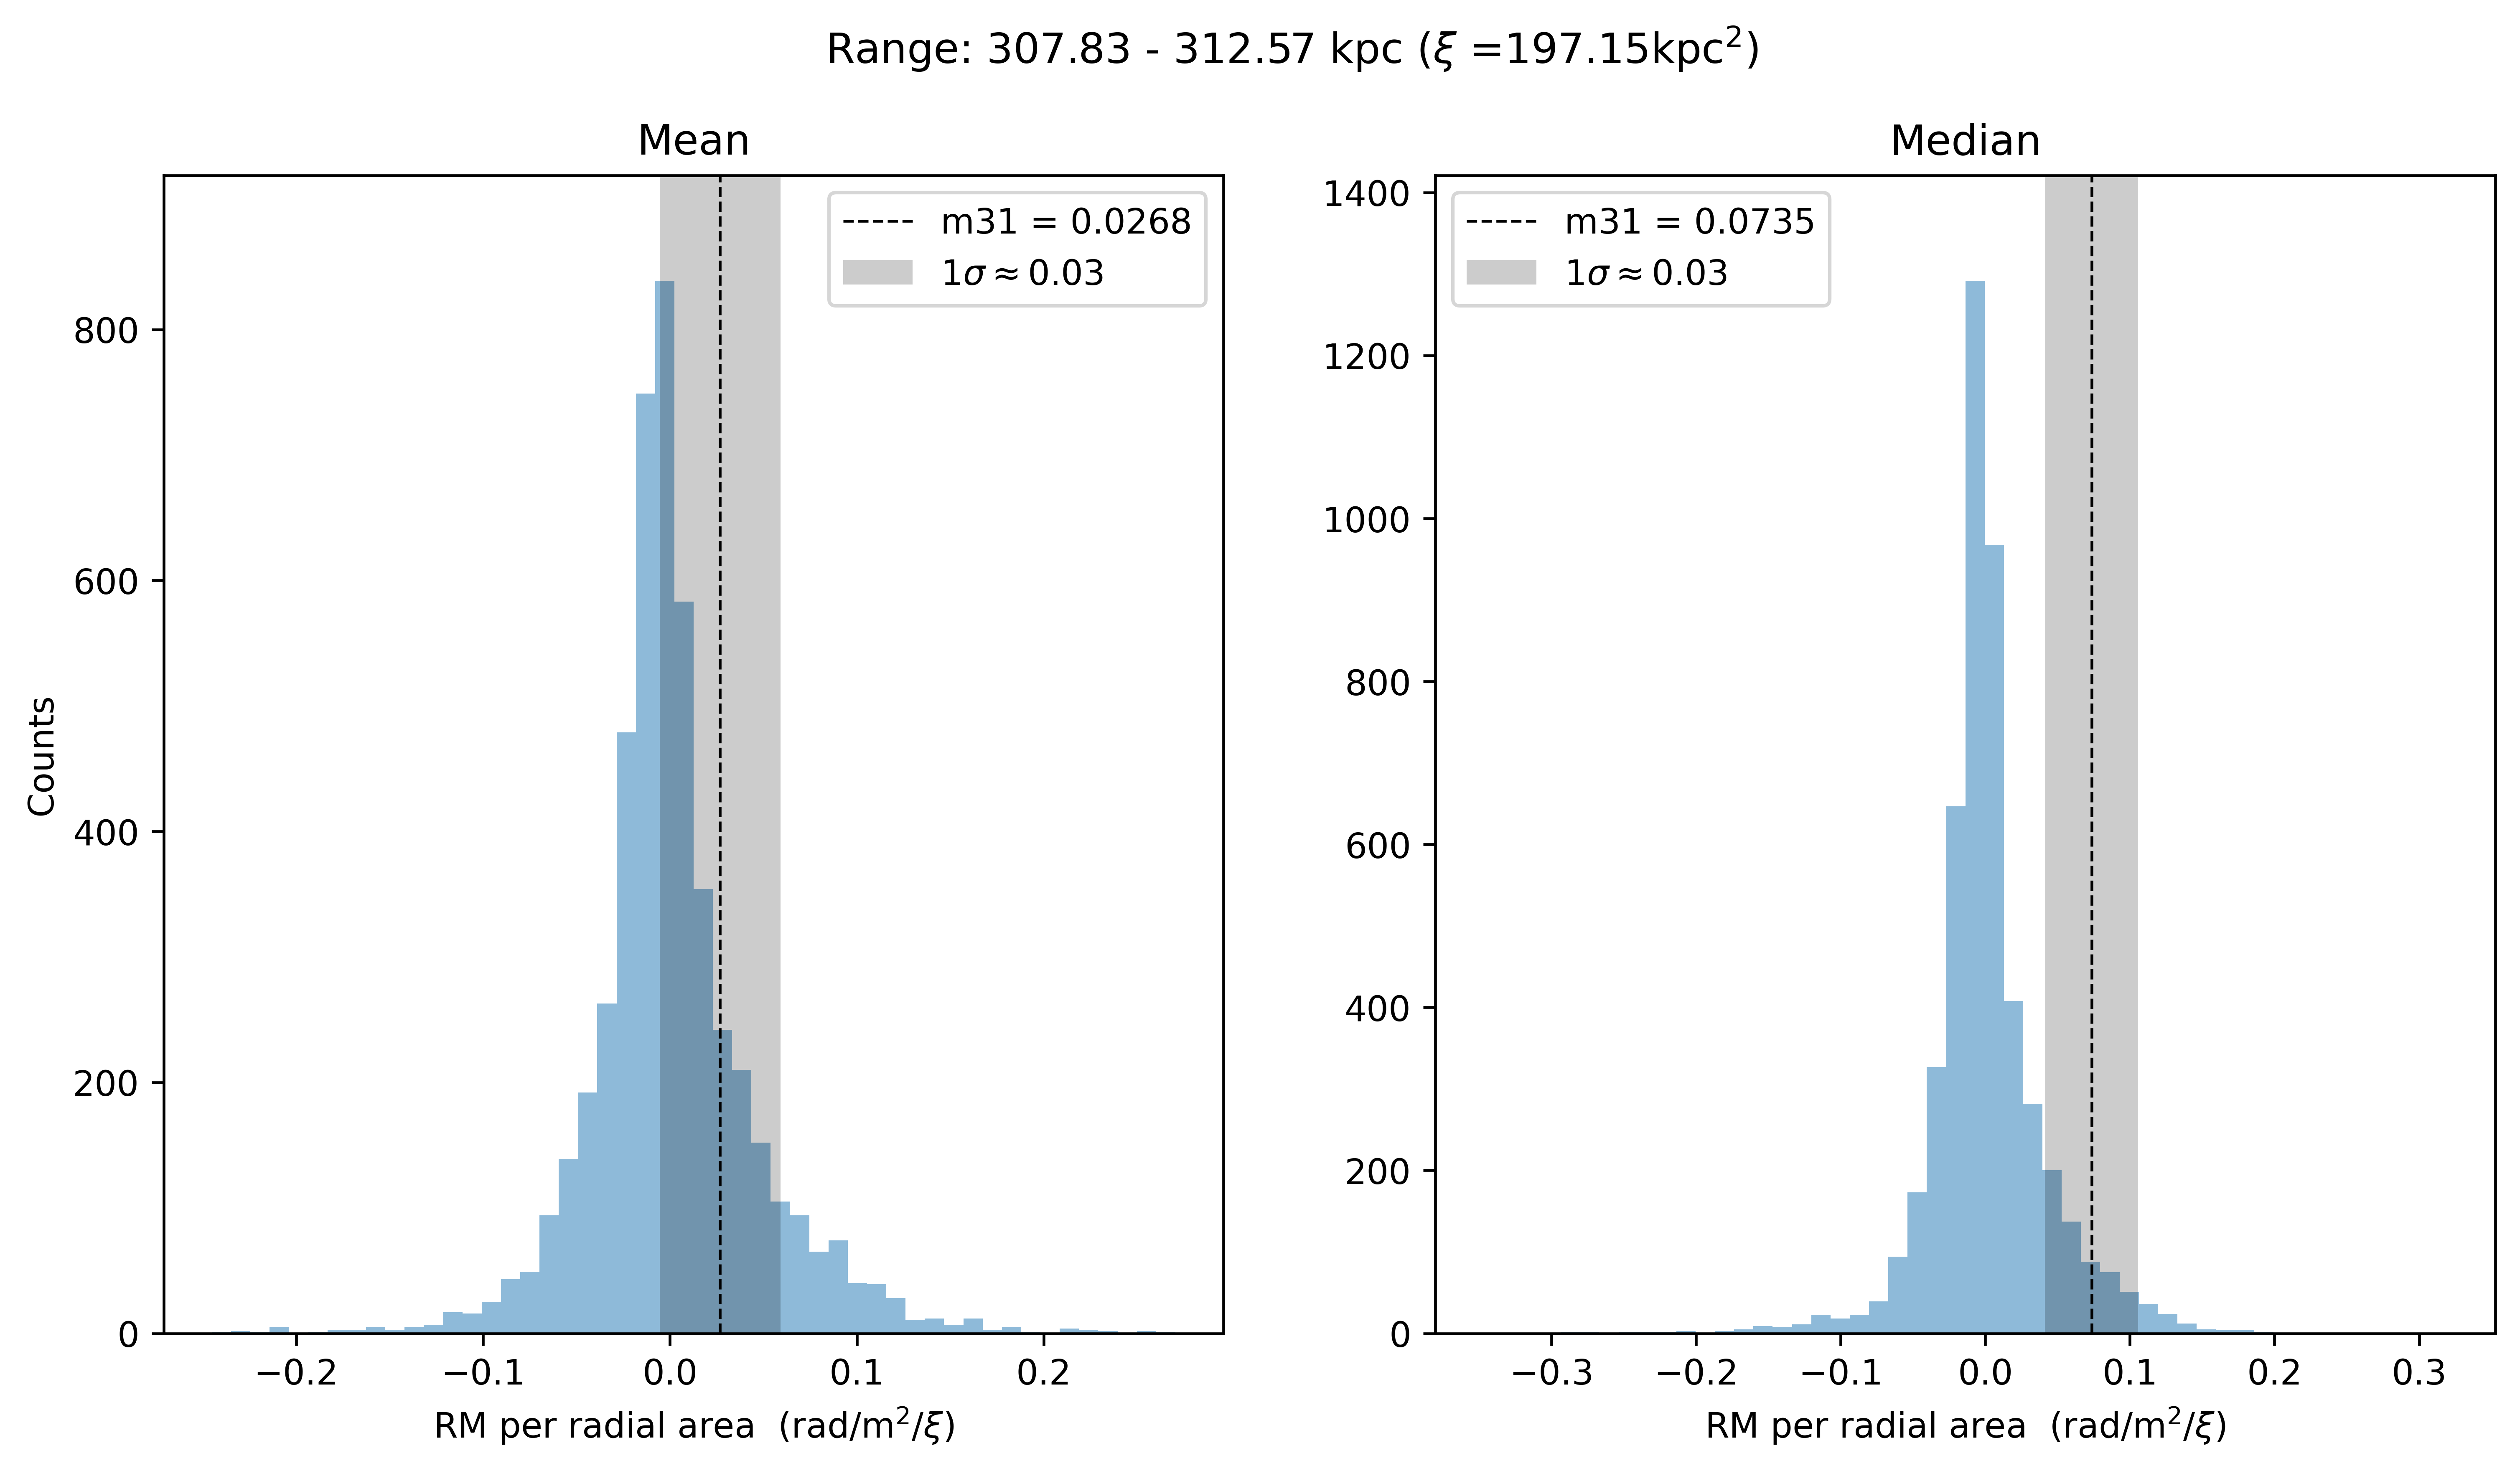 Range: 307.83 - 312.57 kpc (ξ =197.15kpc²)
Mean
m31 = 0.0268
1σ≈0.03
800
600
400
200
0
Counts
−0.2 −0.1 0.0 0.1 0.2
RM per radial area (rad/m²/ξ)
Median
m31 = 0.0735
1σ≈0.03
1400
1200
1000
800
600
400
200
0
−0.3 −0.2 −0.1 0.0 0.1 0.2 0.3
RM per radial area (rad/m²/ξ)